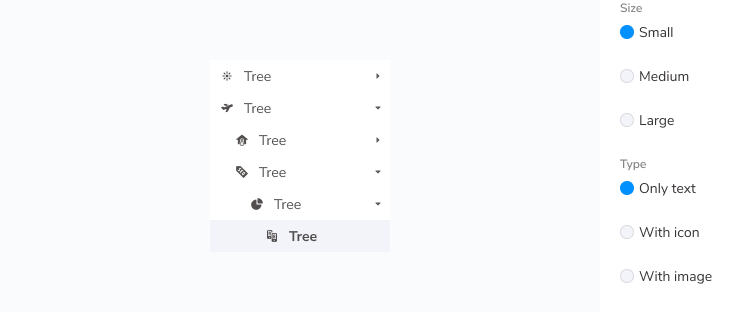 Tree
Tree
Tree
Tree
Tree
Tree
Size
Small
Medium
Large
Type
Only text
With icon
With image